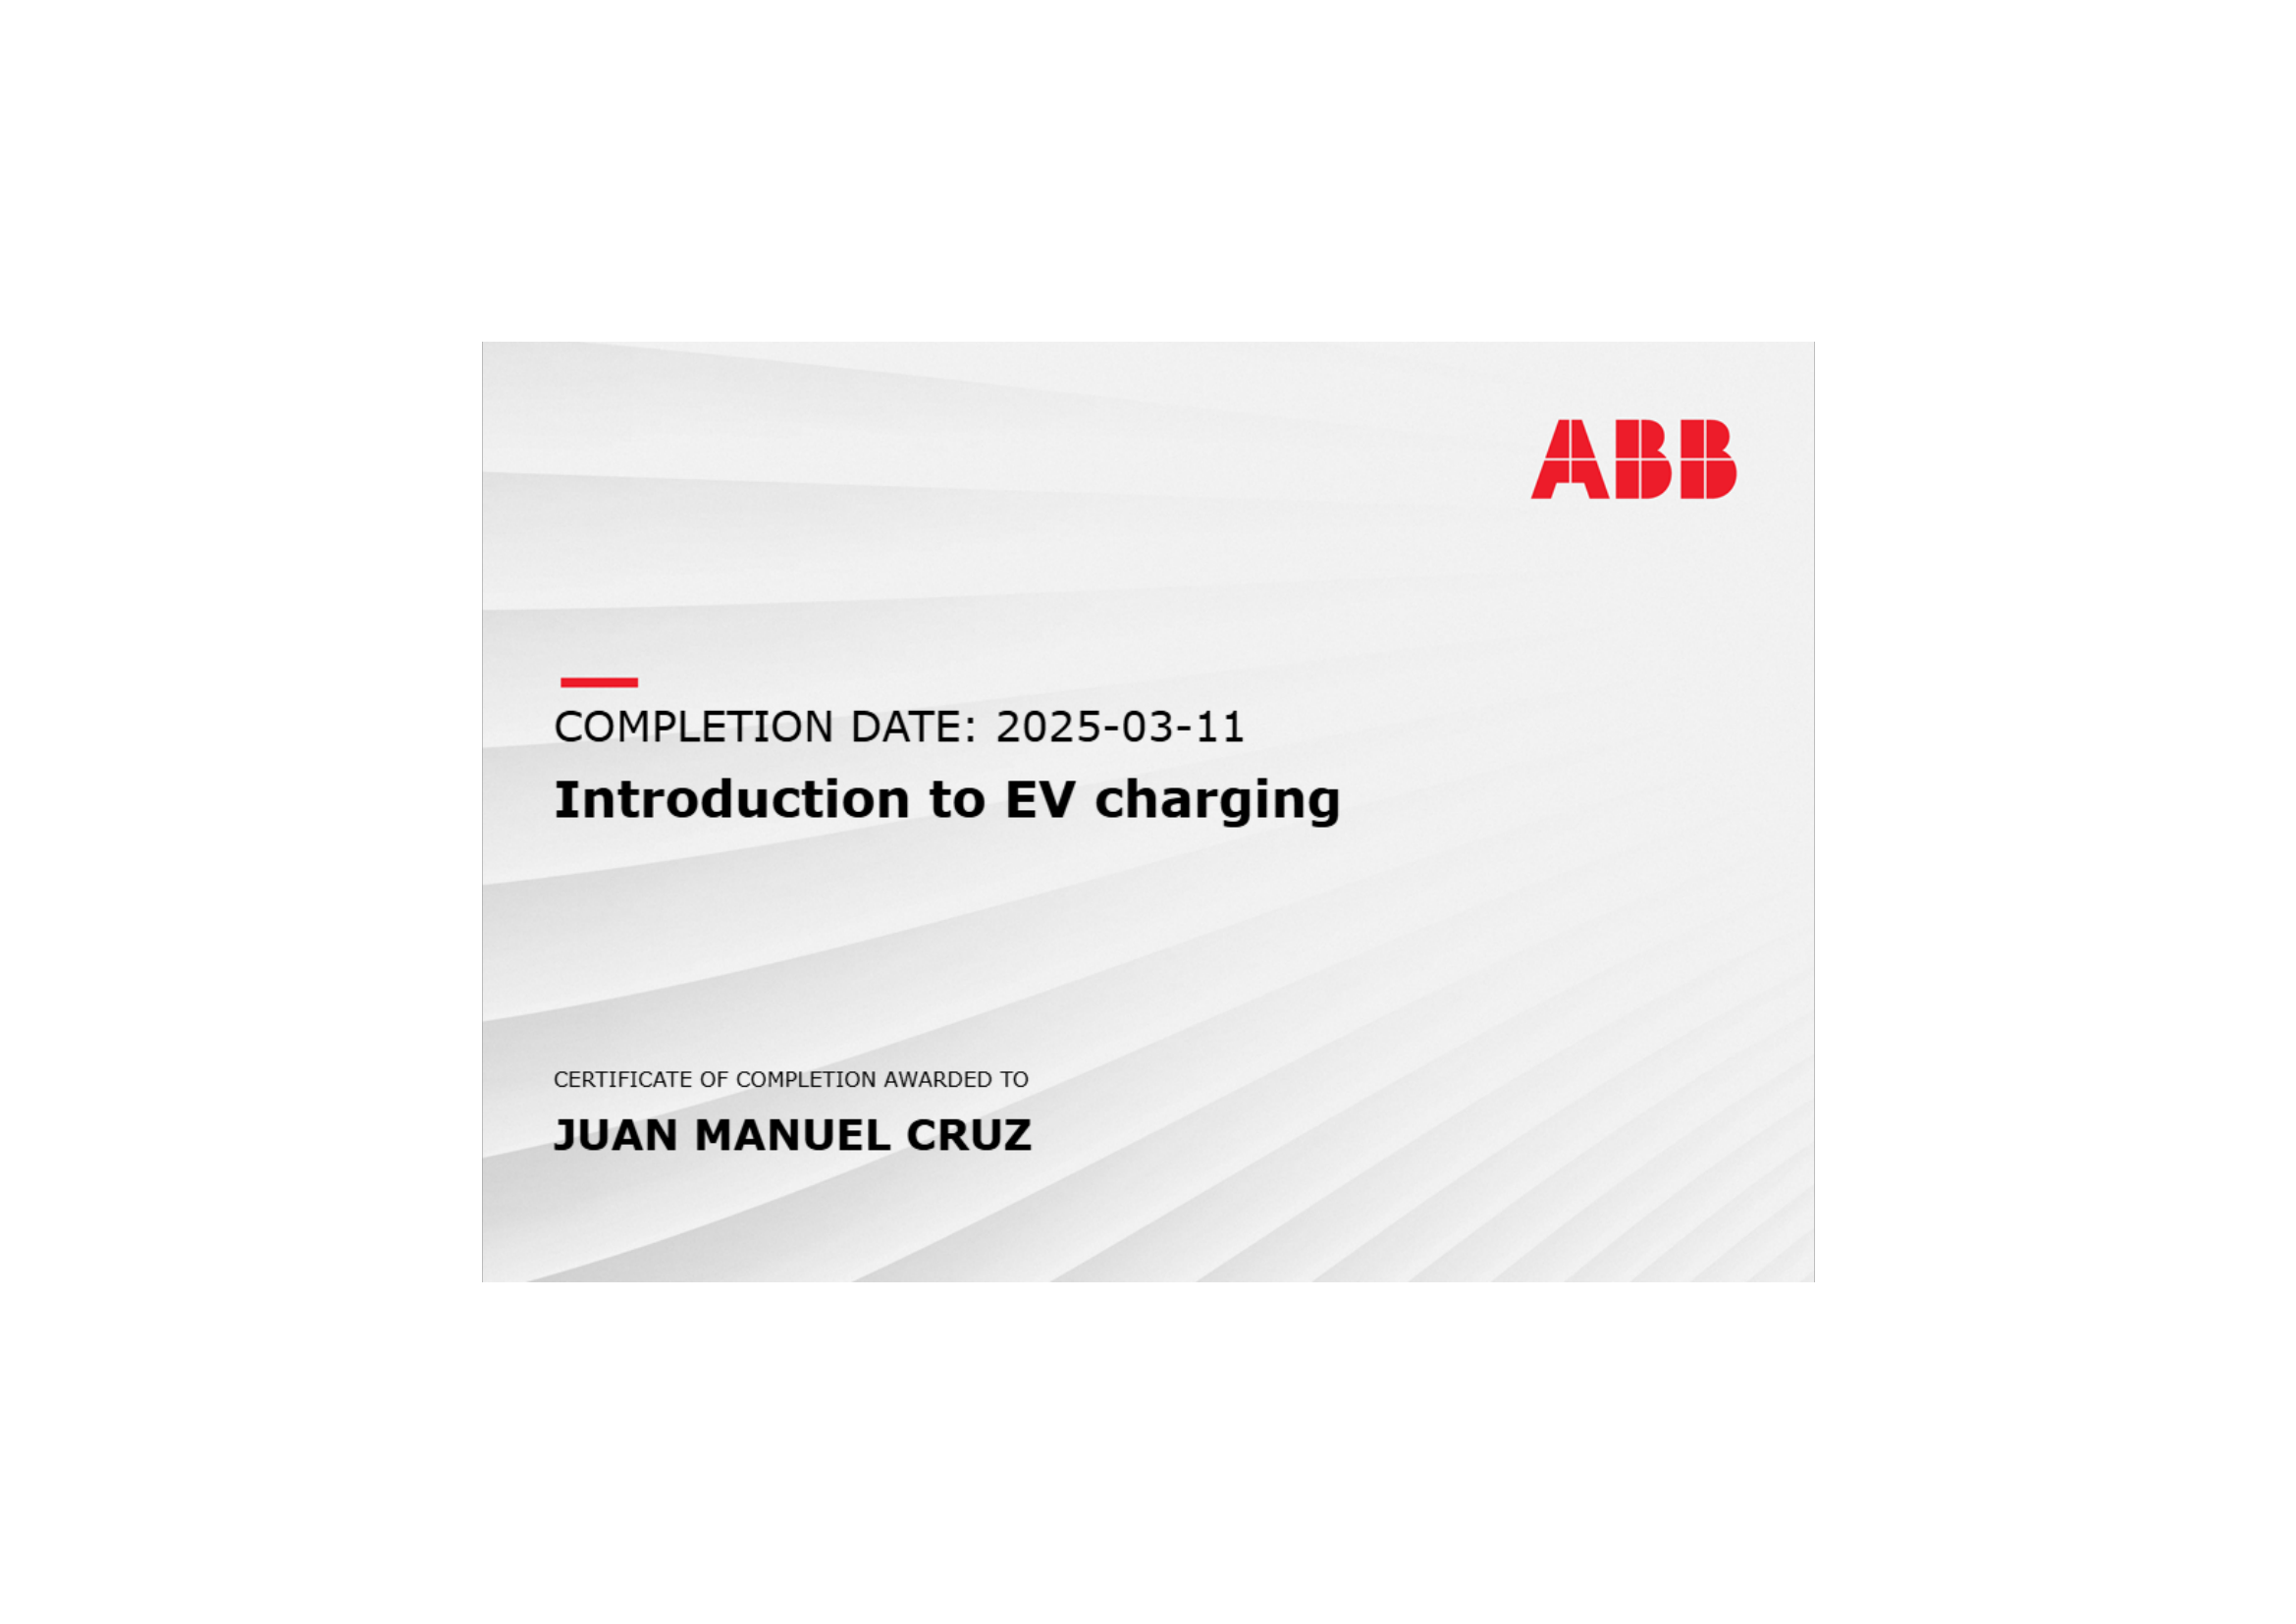 ABB
COMPLETION DATE: 2025-03-11
Introduction to EV charging
CERTIFICATE OF COMPLETION AWARDED TO
JUAN MANUEL CRUZ